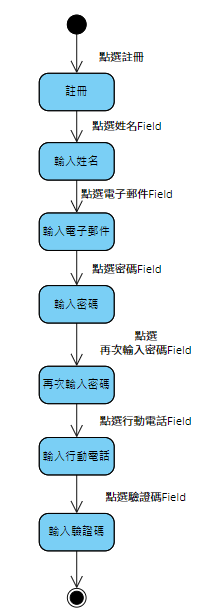 點選註冊
註冊
點選姓名Field
輸入姓名
點選電子郵件Field
輸入電子郵件
點選密碼Field
輸入密碼
點選
再次輸入密碼Field
再次輸入密碼
點選行動電話Field
輸入行動電話
點選驗證碼Field
輸入驗證碼